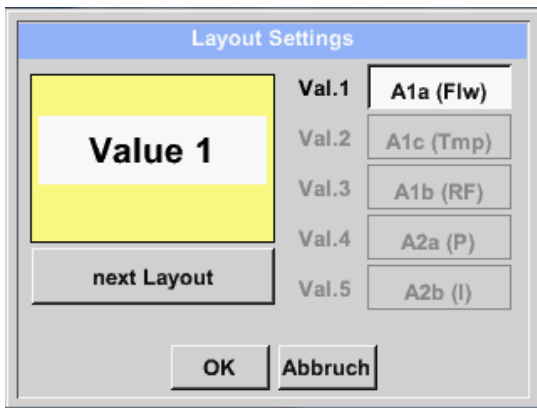 Layout Settings
Value 1
next Layout
Val.1 A1a (Flw)
Val.2 A1c (Tmp)
Val.3 A1b (RF)
Val.4 A2a (P)
Val.5 A2b (I)
OK Abbruch